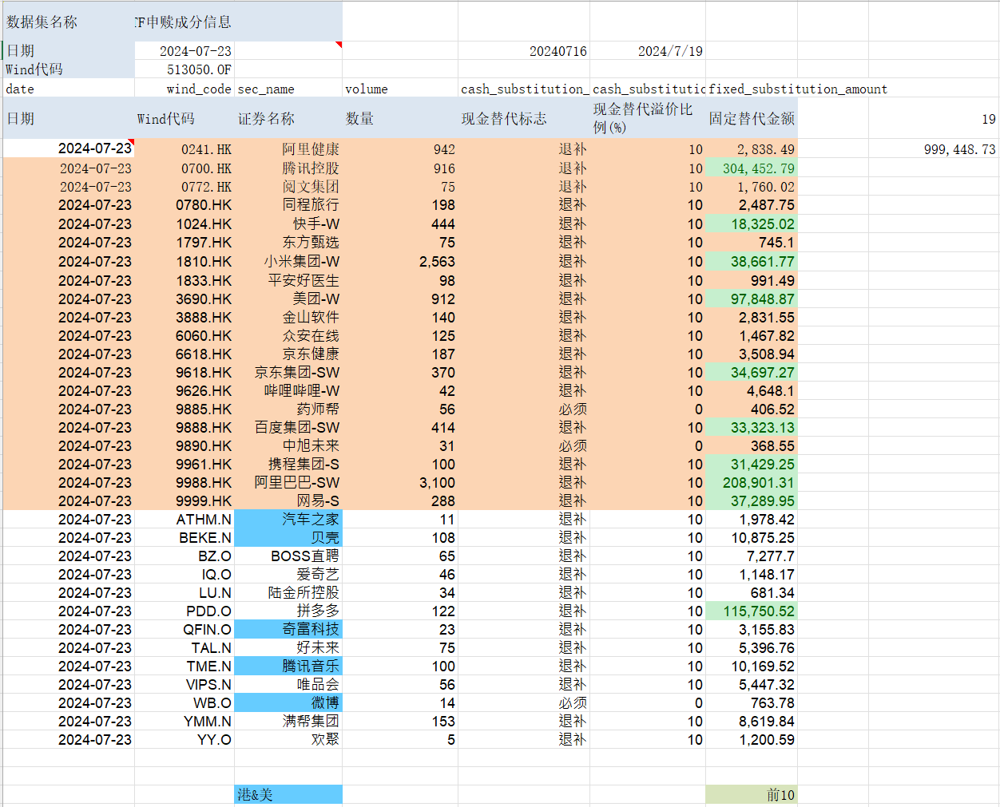 数据集名称 TF申赎成分信息
日期 2024-07-23 20240716 2024/7/19
Wind代码 513050.OF
date wind_code sec_name volume cash_substitution_ cash_substitutic fixed_substitution_amount
日期 Wind代码 证券名称 数量 现金替代标志 现金替代溢价比例(%) 固定替代金额 19
2024-07-23 0241.HK 阿里健康 942 退补 10 2,838.49 999,448.73
2024-07-23 0700.HK 腾讯控股 916 退补 10 304,452.79
2024-07-23 0772.HK 阅文集团 75 退补 10 1,760.02
2024-07-23 0780.HK 同程旅行 198 退补 10 2,487.75
2024-07-23 1024.HK 快手-W 444 退补 10 18,325.02
2024-07-23 1797.HK 东方甄选 75 退补 10 745.1
2024-07-23 1810.HK 小米集团-W 2,563 退补 10 38,661.77
2024-07-23 1833.HK 平安好医生 98 退补 10 991.49
2024-07-23 3690.HK 美团-W 912 退补 10 97,848.87
2024-07-23 3888.HK 金山软件 140 退补 10 2,831.55
2024-07-23 6060.HK 众安在线 125 退补 10 1,467.82
2024-07-23 6618.HK 京东健康 187 退补 10 3,508.94
2024-07-23 9618.HK 京东集团-SW 370 退补 10 34,697.27
2024-07-23 9626.HK 哔哩哔哩-W 42 退补 10 4,648.1
2024-07-23 9885.HK 药师帮 56 必须 0 406.52
2024-07-23 9888.HK 百度集团-SW 414 退补 10 33,323.13
2024-07-23 9890.HK 中旭未来 31 必须 0 368.55
2024-07-23 9961.HK 携程集团-S 100 退补 10 31,429.25
2024-07-23 9988.HK 阿里巴巴-SW 3,100 退补 10 208,901.31
2024-07-23 9999.HK 网易-S 288 退补 10 37,289.95
2024-07-23 ATHM.N 汽车之家 11 退补 10 1,978.42
2024-07-23 BEKE.N 贝壳 108 退补 10 10,875.25
2024-07-23 BZ.O BOSS直聘 65 退补 10 7,277.7
2024-07-23 IQ.O 爱奇艺 46 退补 10 1,148.17
2024-07-23 LU.N 陆金所控股 34 退补 10 681.34
2024-07-23 PDD.O 拼多多 122 退补 10 115,750.52
2024-07-23 QFIN.O 奇富科技 23 退补 10 3,155.83
2024-07-23 TAL.N 好未来 75 退补 10 5,396.76
2024-07-23 TME.N 腾讯音乐 100 退补 10 10,169.52
2024-07-23 VIPS.N 唯品会 56 退补 10 5,447.32
2024-07-23 WB.O 微博 14 必须 0 763.78
2024-07-23 YMM.N 满帮集团 153 退补 10 8,619.84
2024-07-23 YY.O 欢聚 5 退补 10 1,200.59
港&美 前10